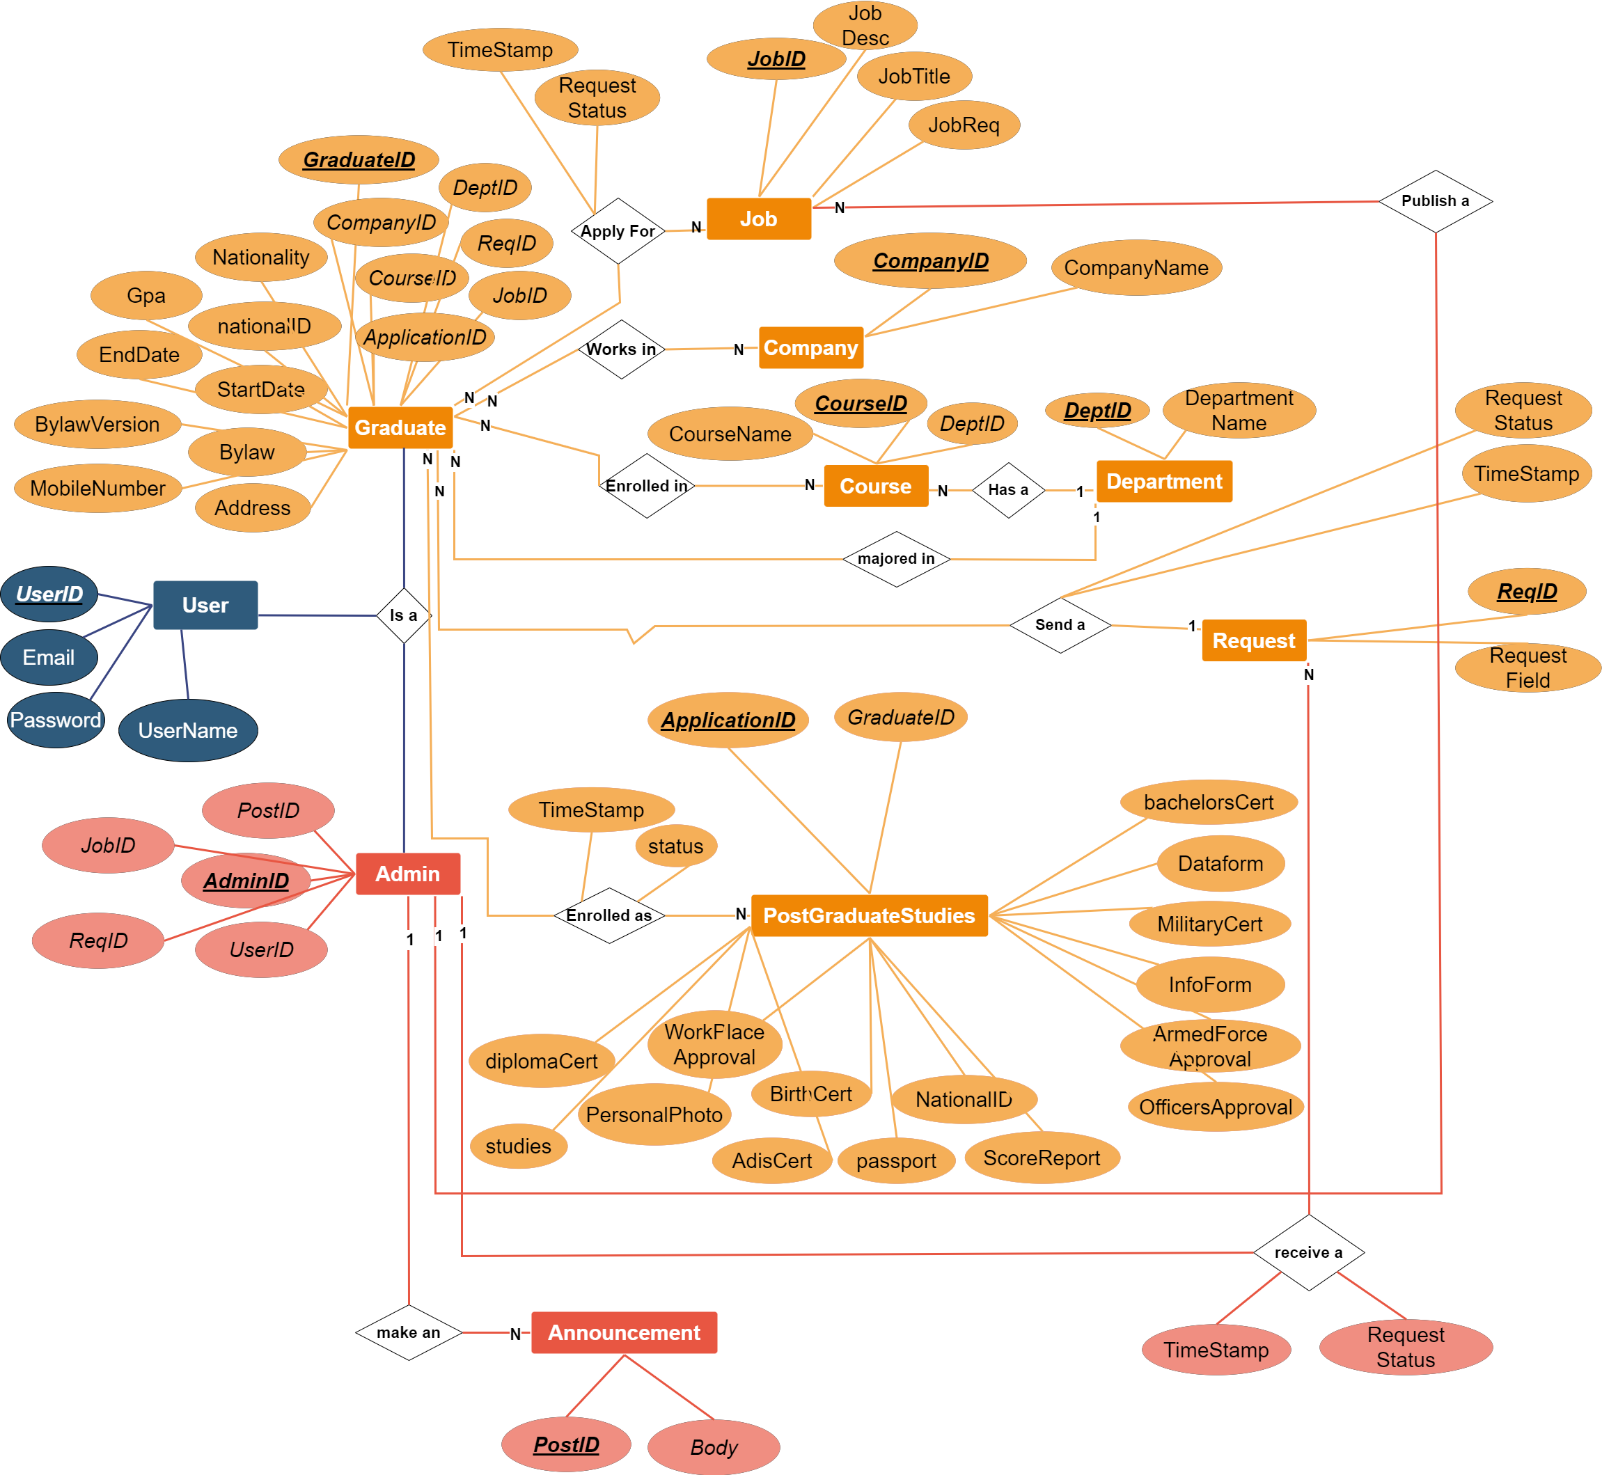 Job
Desc
TimeStamp
JobID
JobTitle
Request
Status
JobReq
GraduateID
DeptID
CompanyID
Job
Publish a
N
N
Apply For
ReqID
Nationality
CompanyID
CompanyName
CourseID
Gpa
JobID
nationalID
ApplicationID
EndDate
Works in
N
Company
StartDate
N
N
CourseID
DeptID
Department
Name
Request
Status
BylawVersion
Graduate
N
CourseName
DeptID
Bylaw
N
N
TimeStamp
MobileNumber
N
Enrolled in
N
Course
N
Has a
1
Department
Address
1
majored in
UserID
User
Is a
Send a
1
Request
ReqID
Email
Request
Field
N
Password
UserName
ApplicationID
GraduateID
PostID
TimeStamp
bachelorsCert
JobID
status
Dataform
AdminID
Admin
Enrolled as
N
PostGraduateStudies
MilitaryCert
ReqID
UserID
1
1
1
InfoForm
diplomaCert
WorkFlace
Approval
ArmedForce
Approval
BirthCert
NationalID
PersonalPhoto
OfficersApproval
studies
AdisCert
passport
ScoreReport
receive a
make an
N
Announcement
TimeStamp
Request
Status
PostID
Body